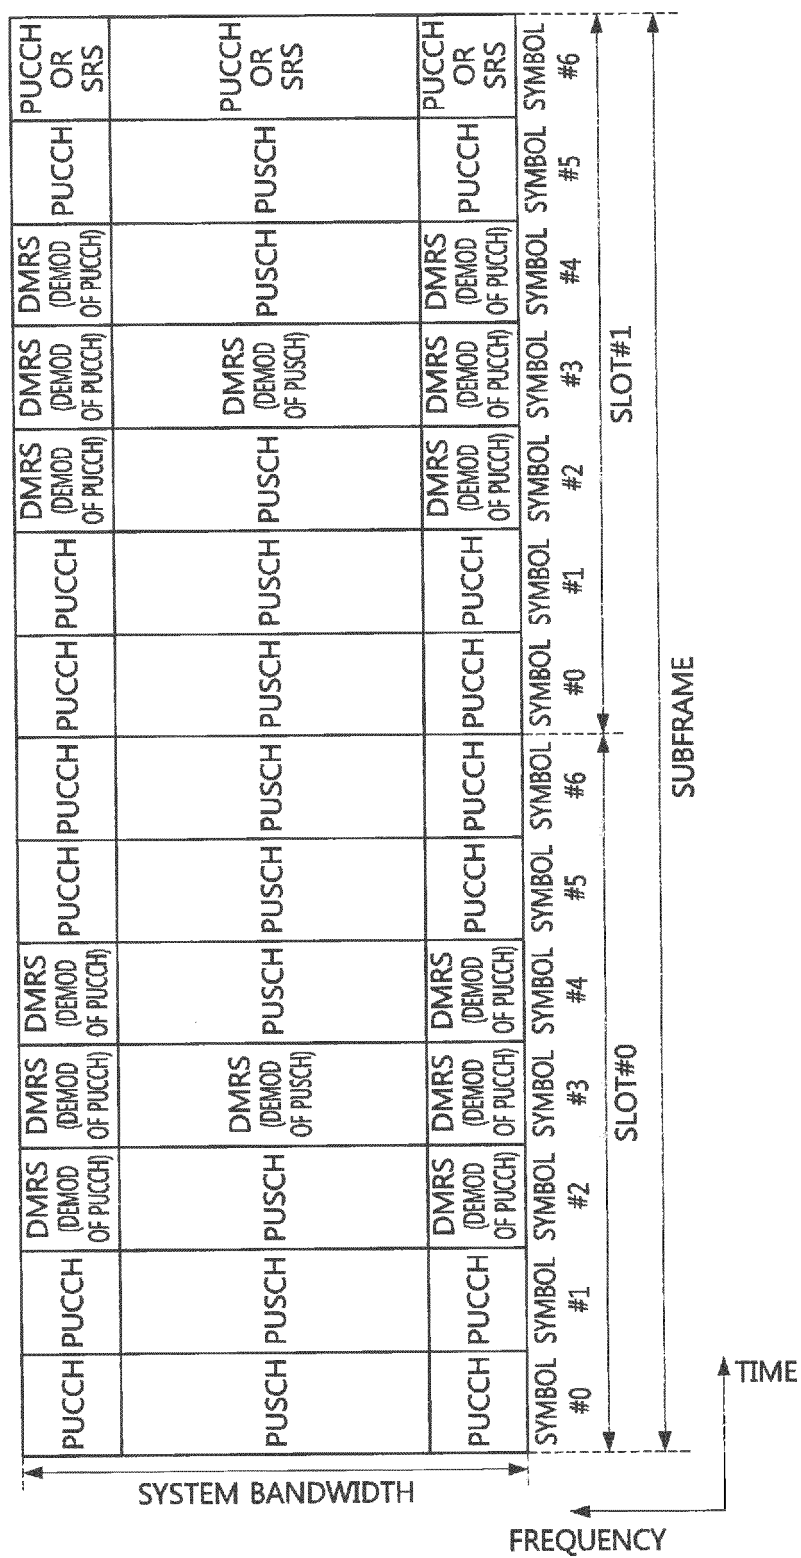 PUCCH
PUCCH
DMRS
(DEMOD
OF PUCCH)
DMRS
(DEMOD
OF PUCCH)
DMRS
(DEMOD
OF PUCCH)
PUCCH
PUCCH
PUCCH
PUCCH
DMRS
(DEMOD
OF PUCCH)
DMRS
(DEMOD
OF PUCCH)
DMRS
(DEMOD
OF PUCCH)
PUCCH
PUCCH
OR
SRS
SYSTEM BANDWIDTH
PUSCH
PUSCH
PUSCH
DMRS
(DEMOD
OF PUSCH)
PUSCH
PUSCH
PUSCH
PUSCH
PUSCH
PUSCH
DMRS
(DEMOD
OF PUSCH)
PUSCH
PUSCH
PUCCH
OR
SRS
PUCCH
PUCCH
DMRS
(DEMOD
OF PUCCH)
DMRS
(DEMOD
OF PUCCH)
DMRS
(DEMOD
OF PUCCH)
PUCCH
PUCCH
PUCCH
PUCCH
DMRS
(DEMOD
OF PUCCH)
DMRS
(DEMOD
OF PUCCH)
DMRS
(DEMOD
OF PUCCH)
PUCCH
PUCCH
OR
SRS
SYMBOL
#0
SYMBOL
#1
SYMBOL
#2
SYMBOL
#3
SYMBOL
#4
SYMBOL
#5
SYMBOL
#6
SYMBOL
#0
SYMBOL
#1
SYMBOL
#2
SYMBOL
#3
SYMBOL
#4
SYMBOL
#5
SYMBOL
#6
SLOT#0
SLOT#1
SUBFRAME
FREQUENCY
TIME